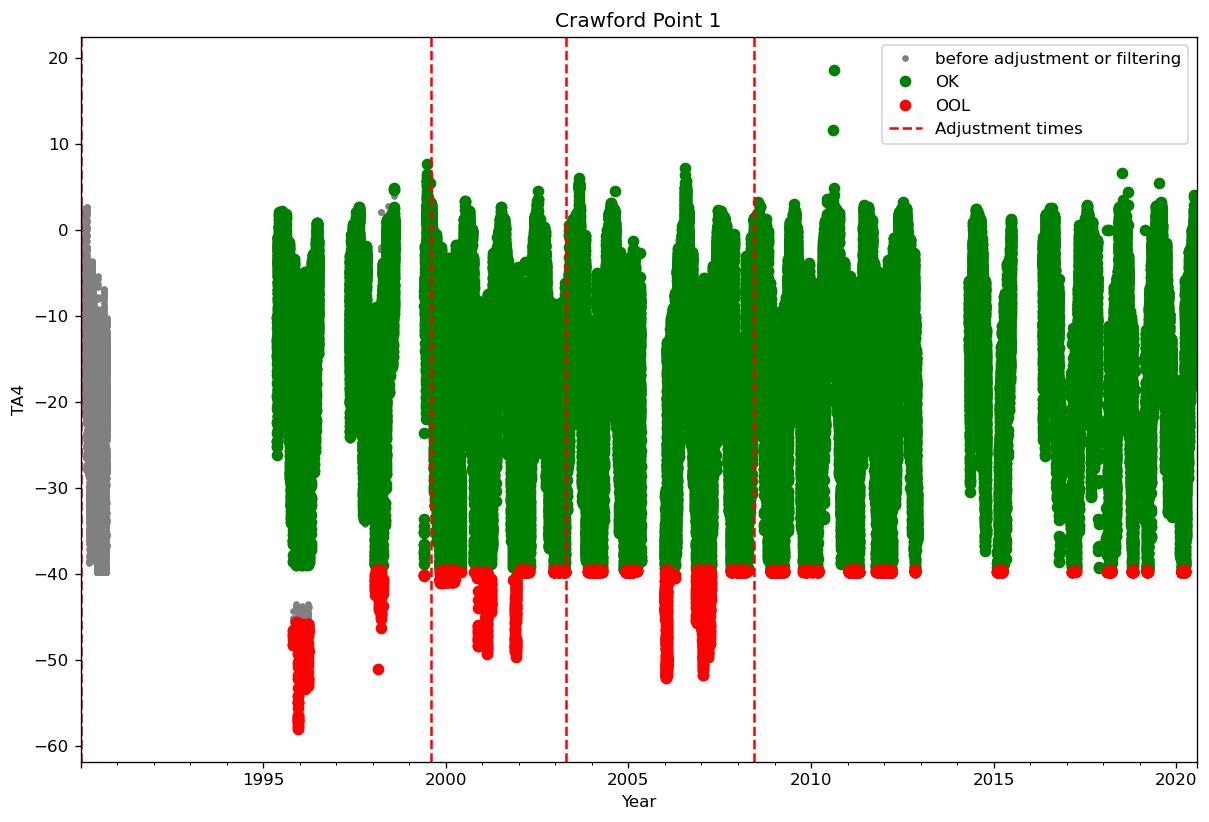 Crawford Point 1
before adjustment or filtering
OK
OOL
Adjustment times
20
10
0
−10
−20
−30
−40
−50
−60
TA4
1995
2000
2005
2010
2015
2020
Year